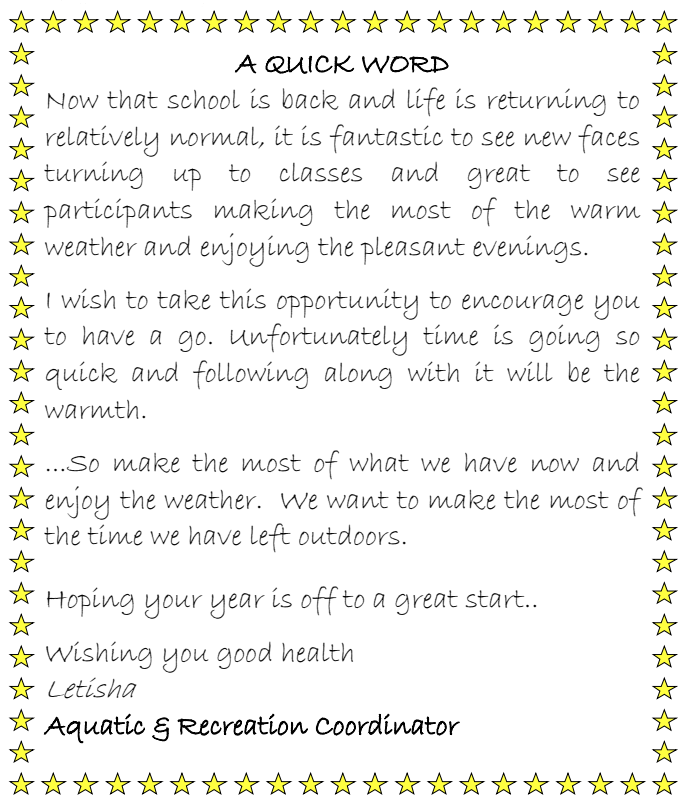 A QUICK WORD
Now that school is back and life is returning to
relatively normal, it is fantastic to see new faces
turning up to classes and great to see
participants making the most of the warm
weather and enjoying the pleasant evenings.
I wish to take this opportunity to encourage you
to have a go. Unfortunately time is going so
quick and following along with it will be the
warmth.
...So make the most of what we have now and
enjoy the weather.  We want to make the most of
the time we have left outdoors.
Hoping your year is off to a great start..
Wishing you good health
Letisha
Aquatic & Recreation Coordinator